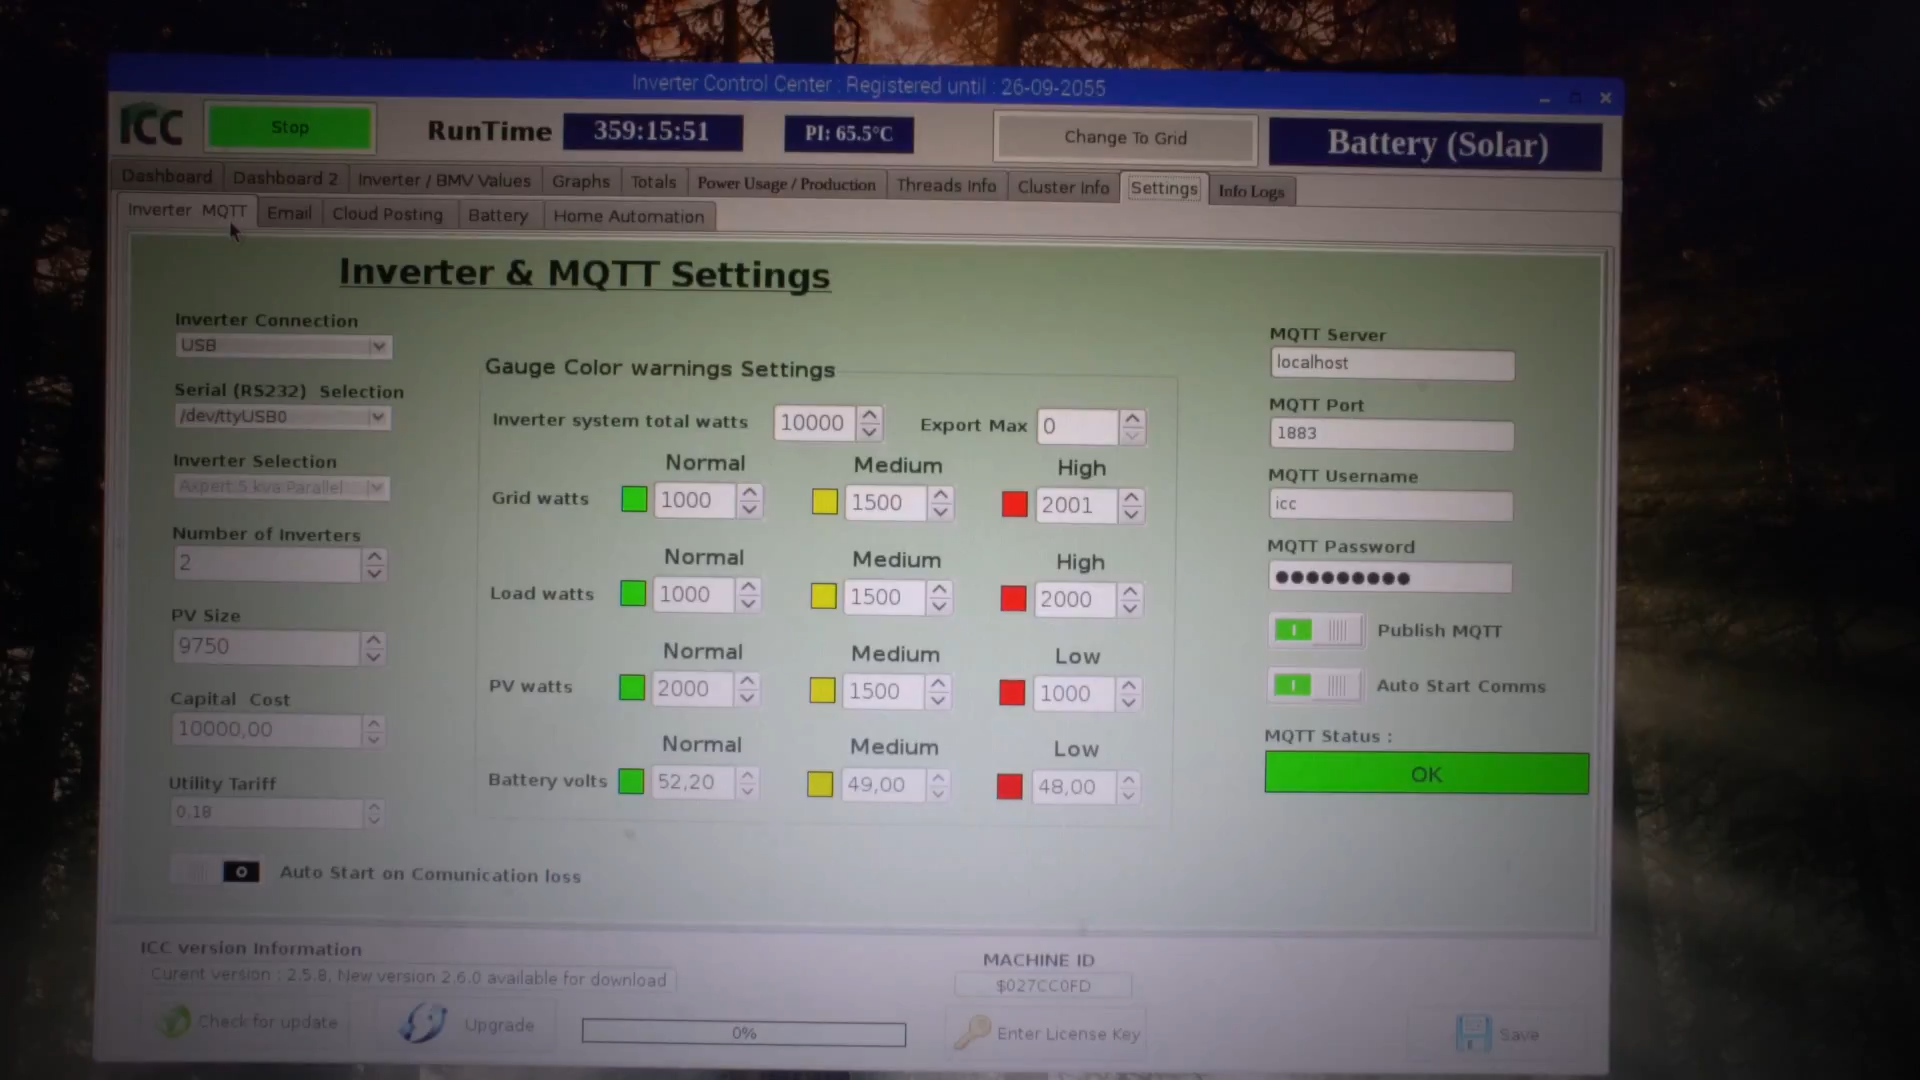 Inverter Control Center : Registered until : 26-09-2055
ICC
Stop
RunTime
359:15:51
PI: 65.5°C
Change To Grid
Battery (Solar)
Dashboard
Dashboard 2
Inverter / BMV Values
Graphs
Totals
Power Usage / Production
Threads Info
Cluster Info
Settings
Info Logs
Inverter MQTT
Email
Cloud Posting
Battery
Home Automation
Inverter & MQTT Settings
Inverter Connection
USB
Serial (RS232) Selection
/dev/ttyUSB0
Inverter Selection
Axpert 5 kva Parallel
Number of Inverters
2
PV Size
9750
Capital Cost
10000,00
Utility Tariff
0.18
Auto Start on Comunication loss
Gauge Color warnings Settings
Inverter system total watts 10000 Export Max 0
Normal Medium High
Grid watts 1000 1500 2001
Normal Medium High
Load watts 1000 1500 2000
Normal Medium Low
PV watts 2000 1500 1000
Normal Medium Low
Battery volts 52,20 49,00 48,00
MQTT Server
localhost
MQTT Port
1883
MQTT Username
icc
MQTT Password
●●●●●●●●●
Publish MQTT
Auto Start Comms
MQTT Status :
OK
ICC version Information
Curent version : 2.5.8, New version 2.6.0 available for download
Check for update
Upgrade
0%
MACHINE ID
$027CC0FD
Enter License Key
Save